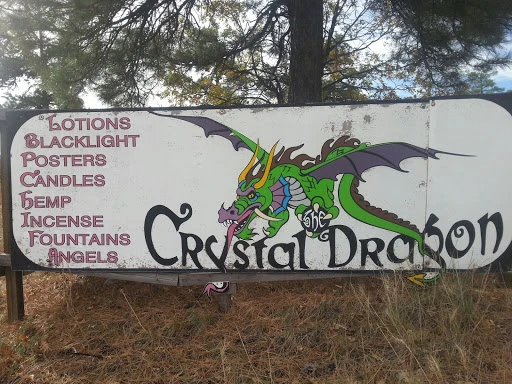 Lotions
Blacklight
Posters
Candles
Hemp
Incense
Fountains
Angels
The
Crystal Dragon